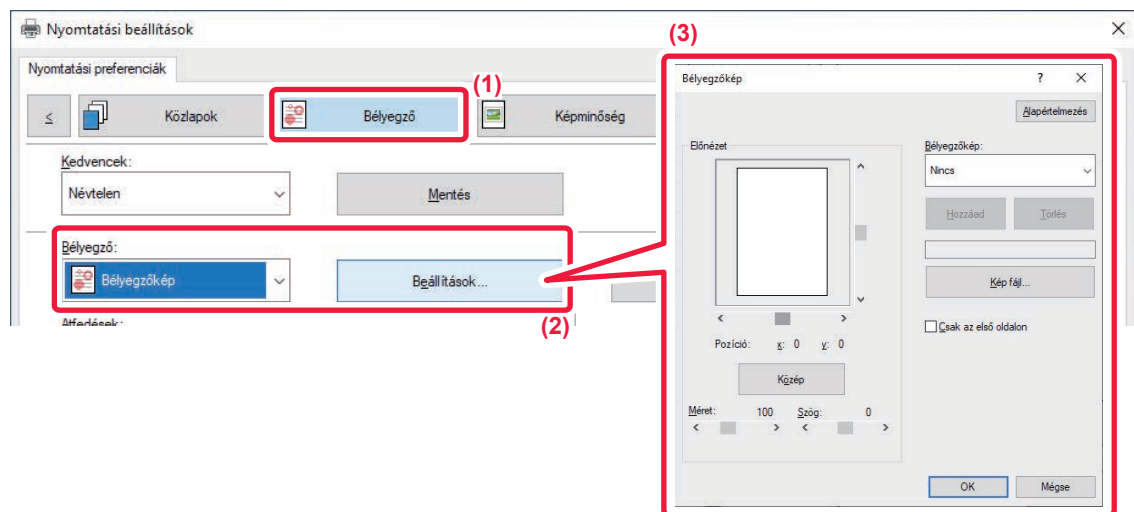 Nyomtatási beállítások
Nyomtatási preferenciák
(1)
≤ Közlapok Bélyegző Képminőség
Kedvencek:
Névtelen Mentés
Bélyegző:
Bélyegzőkép Beállítások...
(2)
Átfedések:
(3)
Bélyegzőkép ? ×
Alapértelmezés
Előnézet
Bélyegzőkép:
Nincs
Hozzáad Törlés
Kép fájl...
Csak az első oldalon
Pozíció: x: 0 y: 0
Közép
Méret: 100 Szög: 0
OK Mégse